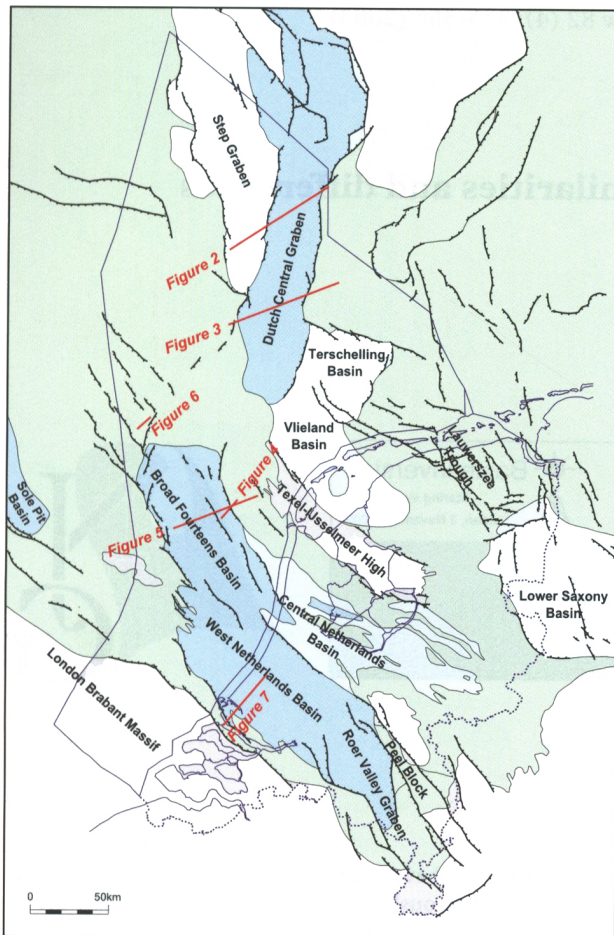 82 (4)
Step Graben
Figure 2
Dutch Central Graben
Figure 3
Terschelling
Basin
Figure 6
Vlieland
Basin
Lauwerszee
Trough
Figure 4
Sole Pit
Basin
Broad Fourteens Basin
Texel-IJsselmeer High
Figure 5
Lower Saxony
Basin
Central Netherlands
Basin
West Netherlands Basin
London Brabant Massif
Figure 7
Peel Block
Roer Valley Graben
0 50km